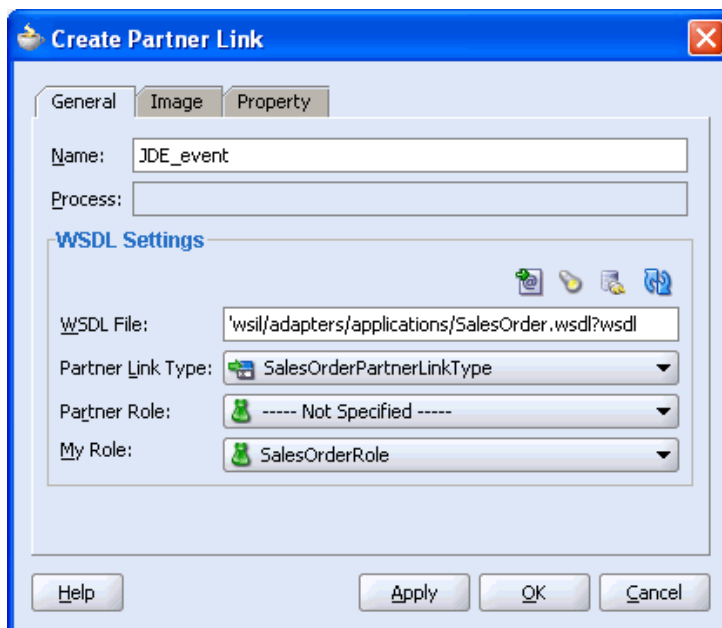 Create Partner Link
General Image Property
Name: JDE_event
Process:
WSDL Settings
WSDL File: 'wsil/adapters/applications/SalesOrder.wsdl?wsdl
Partner Link Type: SalesOrderPartnerLinkType
Partner Role: ----- Not Specified -----
My Role: SalesOrderRole
Help Apply OK Cancel